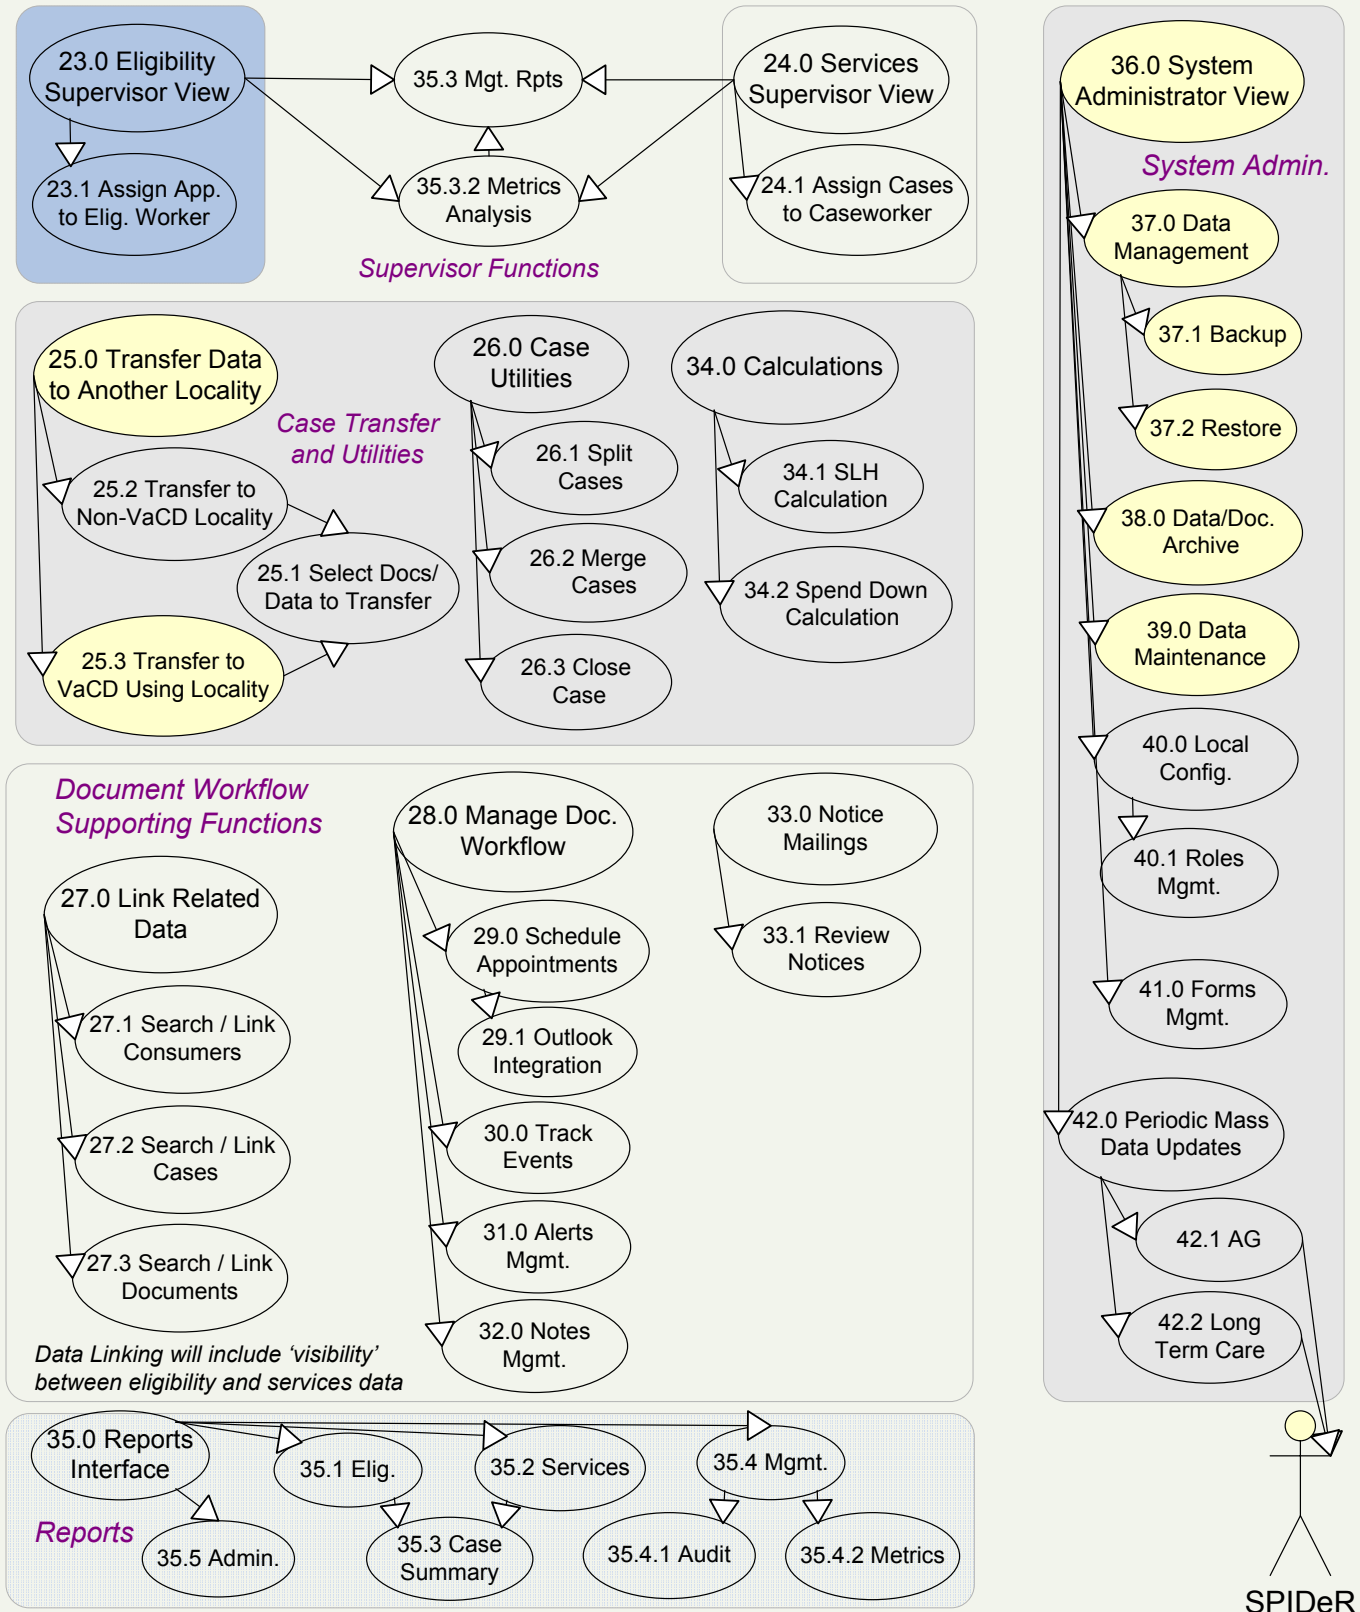 23.0 Eligibility
Supervisor View
23.1 Assign App.
to Elig. Worker
35.3 Mgt. Rpts
35.3.2 Metrics
Analysis
24.0 Services
Supervisor View
24.1 Assign Cases
to Caseworker
Supervisor Functions
25.0 Transfer Data
to Another Locality
Case Transfer
and Utilities
25.2 Transfer to
Non-VaCD Locality
25.1 Select Docs/
Data to Transfer
25.3 Transfer to
VaCD Using Locality
26.0 Case
Utilities
26.1 Split
Cases
26.2 Merge
Cases
26.3 Close
Case
34.0 Calculations
34.1 SLH
Calculation
34.2 Spend Down
Calculation
Document Workflow
Supporting Functions
27.0 Link Related
Data
27.1 Search / Link
Consumers
27.2 Search / Link
Cases
27.3 Search / Link
Documents
Data Linking will include ‘visibility’
between eligibility and services data
28.0 Manage Doc.
Workflow
29.0 Schedule
Appointments
29.1 Outlook
Integration
30.0 Track
Events
31.0 Alerts
Mgmt.
32.0 Notes
Mgmt.
33.0 Notice
Mailings
33.1 Review
Notices
35.0 Reports
Interface
Reports
35.5 Admin.
35.1 Elig.
35.2 Services
35.3 Case
Summary
35.4 Mgmt.
35.4.1 Audit
35.4.2 Metrics
36.0 System
Administrator View
System Admin.
37.0 Data
Management
37.1 Backup
37.2 Restore
38.0 Data/Doc.
Archive
39.0 Data
Maintenance
40.0 Local
Config.
40.1 Roles
Mgmt.
41.0 Forms
Mgmt.
42.0 Periodic Mass
Data Updates
42.1 AG
42.2 Long
Term Care
SPIDeR